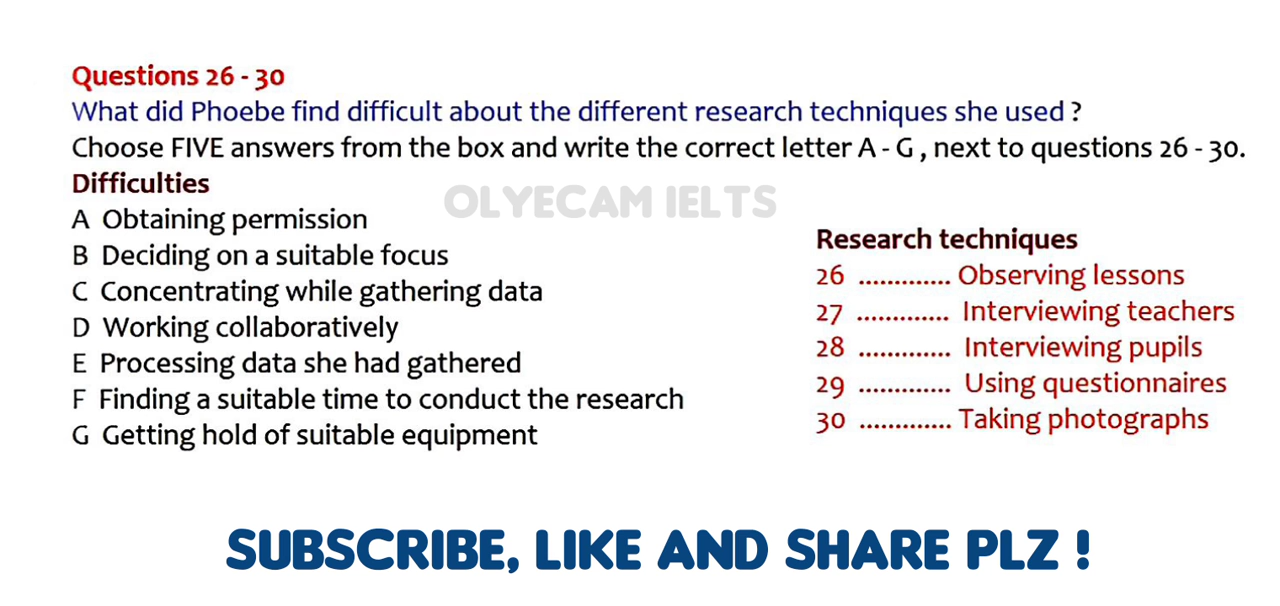 Questions 26 - 30
What did Phoebe find difficult about the different research techniques she used ?
Choose FIVE answers from the box and write the correct letter A - G , next to questions 26 - 30.
Difficulties
OLYECAM IELTS
A Obtaining permission
B Deciding on a suitable focus
C Concentrating while gathering data
D Working collaboratively
E Processing data she had gathered
F Finding a suitable time to conduct the research
G Getting hold of suitable equipment
Research techniques
26 ............. Observing lessons
27 ............. Interviewing teachers
28 ............. Interviewing pupils
29 ............. Using questionnaires
30 ............. Taking photographs
SUBSCRIBE, LIKE AND SHARE PLZ !